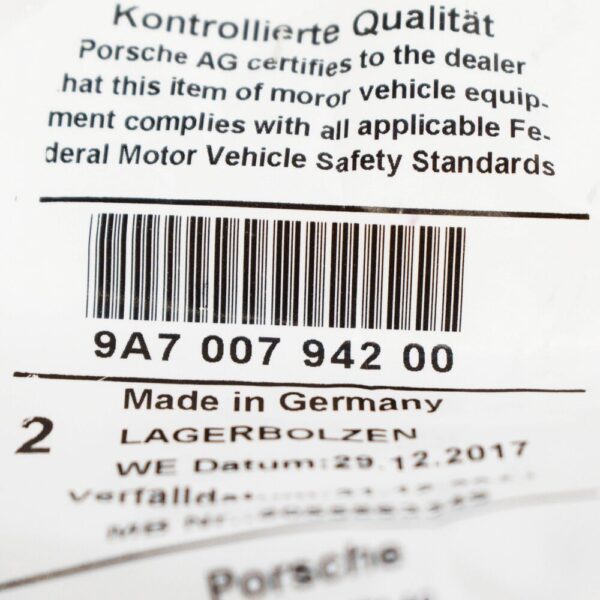 Kontrollierte Qualität
Porsche AG certifies to the dealer
hat this item of moror vehicle equip-
ment complies with all applicable Fe-
deral Motor Vehicle Safety Standards
9A7 007 942 00
Made in Germany
2
LAGERBOLZEN
WE Datum:29.12.2017
Porsche